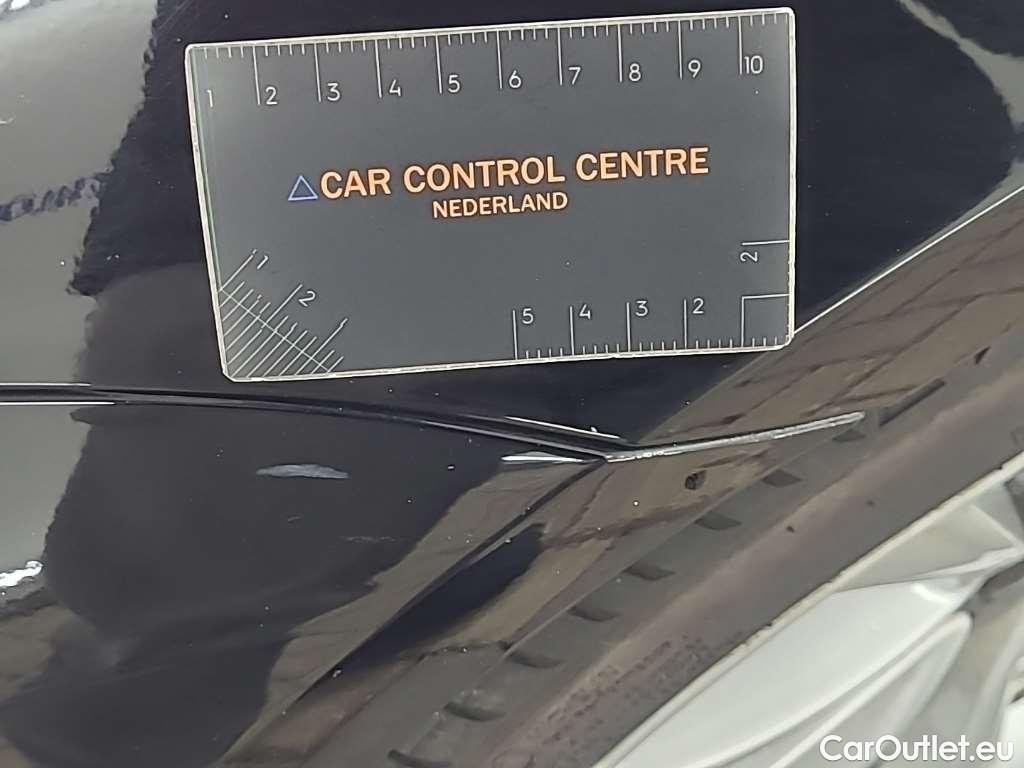 1 2 3 4 5 6 7 8 9 10
CAR CONTROL CENTRE
NEDERLAND
1 2
2
5 4 3 2
CarOutlet.eu